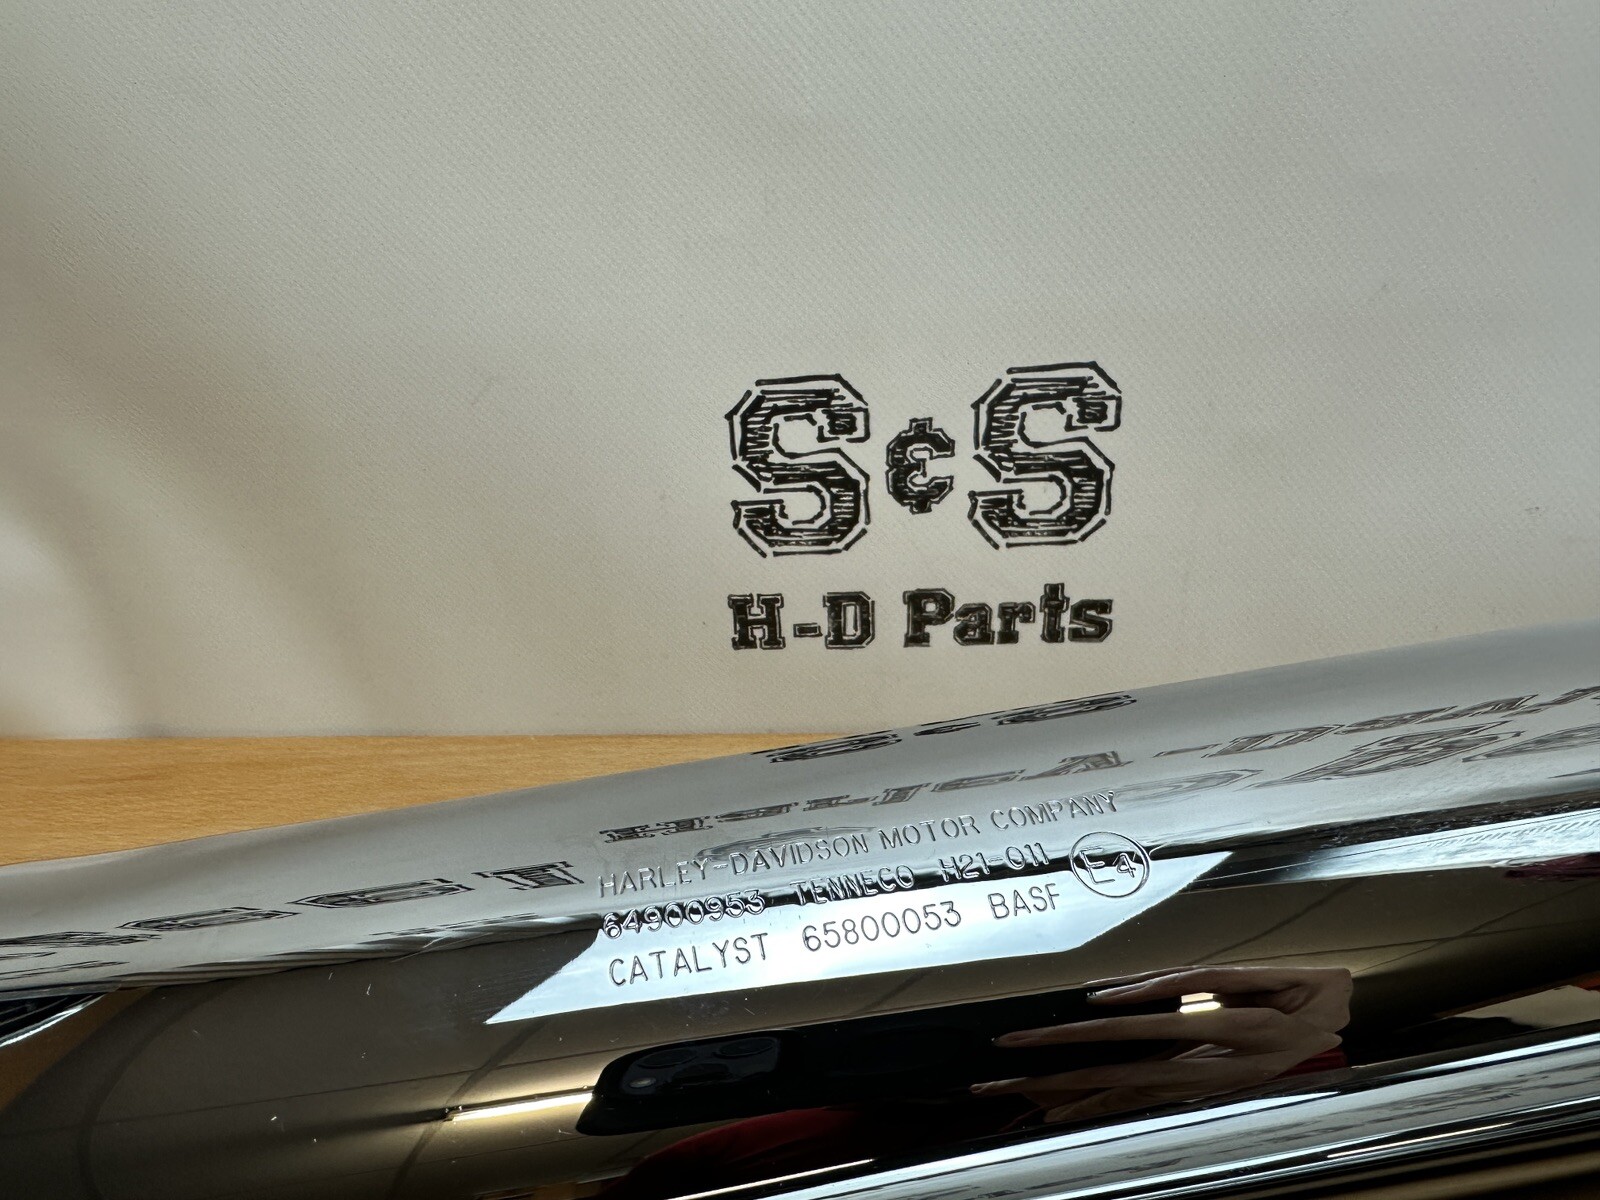 S & S
H-D Parts
HARLEY-DAVIDSON MOTOR COMPANY
64900953 TENNECO H21-011 E4
CATALYST 65800053 BASF